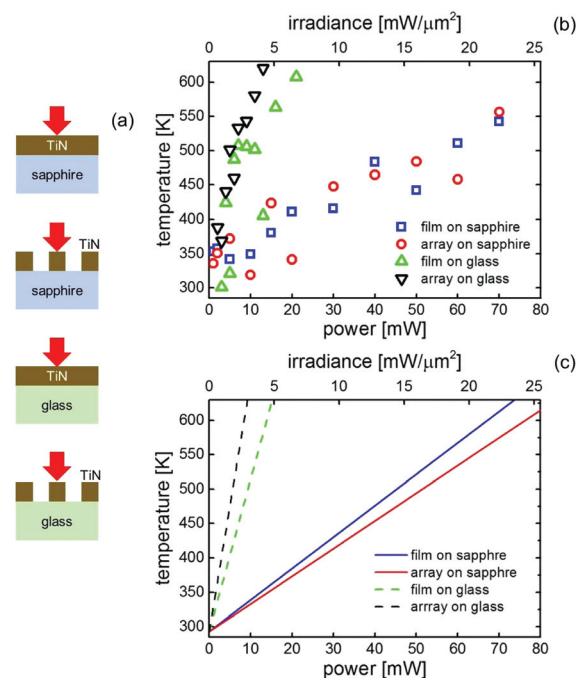 (a)
TiN
sapphire
TiN
sapphire
TiN
glass
TiN
glass
irradiance [mW/μm²]
(b)
0 5 10 15 20 25
temperature [K]
600
550
500
450
400
350
300
film on sapphire
array on sapphire
film on glass
array on glass
0 10 20 30 40 50 60 70 80
power [mW]
irradiance [mW/μm²]
(c)
0 5 10 15 20 25
temperature [K]
600
550
500
450
400
350
300
film on sapphre
array on sapphre
film on glass
arrray on glass
0 10 20 30 40 50 60 70 80
power [mW]